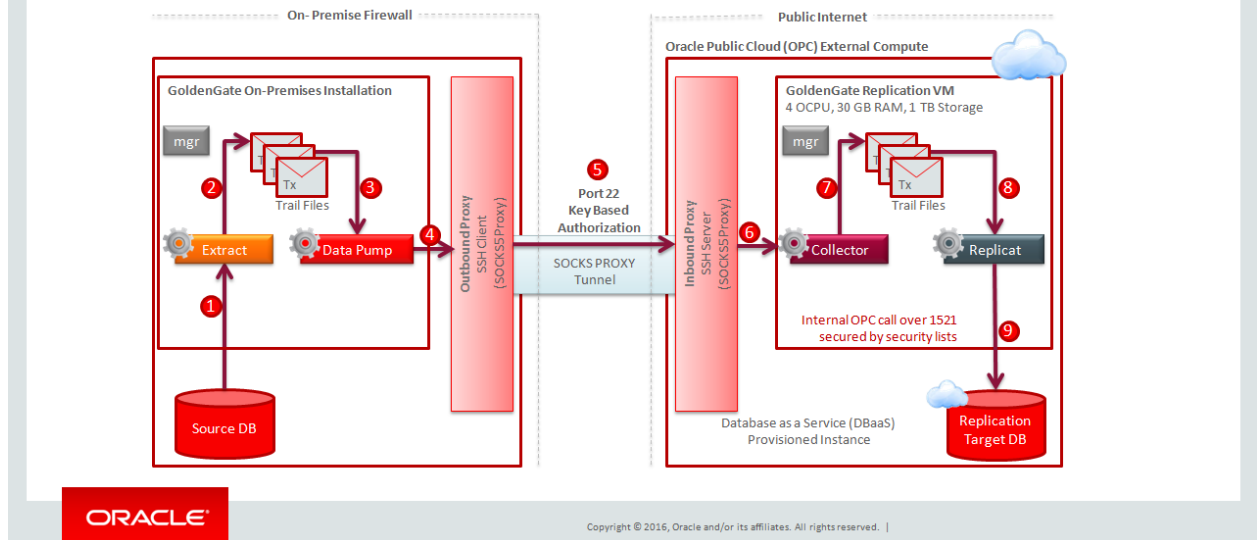 On- Premise Firewall
Public Internet
Oracle Public Cloud (OPC) External Compute
GoldenGate On-Premises Installation
mgr
2
T
T
Tx
Trail Files
3
Extract
Data Pump
4
1
Source DB
Outbound Proxy
SSH Client
(SOCKS5Proxy)
5
Port 22
Key Based
Authorization
SOCKS PROXY
Tunnel
Inbound Proxy
SSH Server
(SOCKS5Proxy)
6
GoldenGate Replication VM
4 OCPU, 30 GB RAM, 1 TB Storage
mgr
7
T
T
Tx
Trail Files
8
Collector
Replicat
Internal OPC call over 1521
secured by security lists
9
Database as a Service (DBaaS)
Provisioned Instance
Replication
Target DB
ORACLE®
Copyright © 2016, Oracle and/or its affiliates. All rights reserved. |